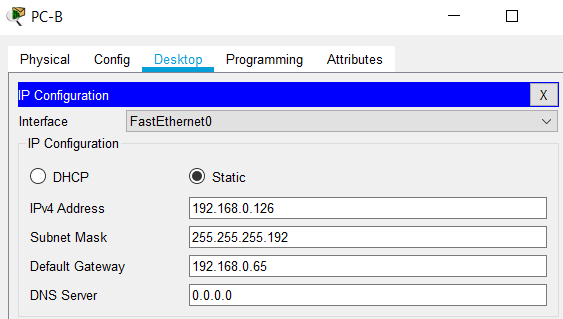 PC-B
Physical Config Desktop Programming Attributes
IP Configuration X
Interface FastEthernet0
IP Configuration
DHCP Static
IPv4 Address 192.168.0.126
Subnet Mask 255.255.255.192
Default Gateway 192.168.0.65
DNS Server 0.0.0.0